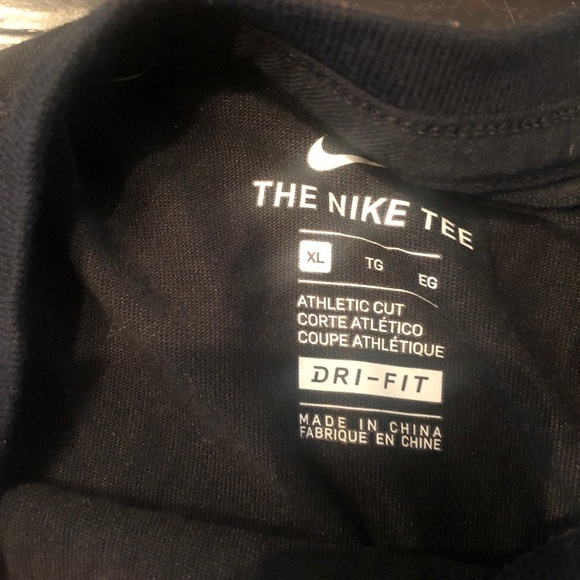 THE NIKE TEE
XL TG EG
ATHLETIC CUT
CORTE ATLÉTICO
COUPE ATHLÉTIQUE
DRI-FIT
MADE IN CHINA
FABRIQUE EN CHINE